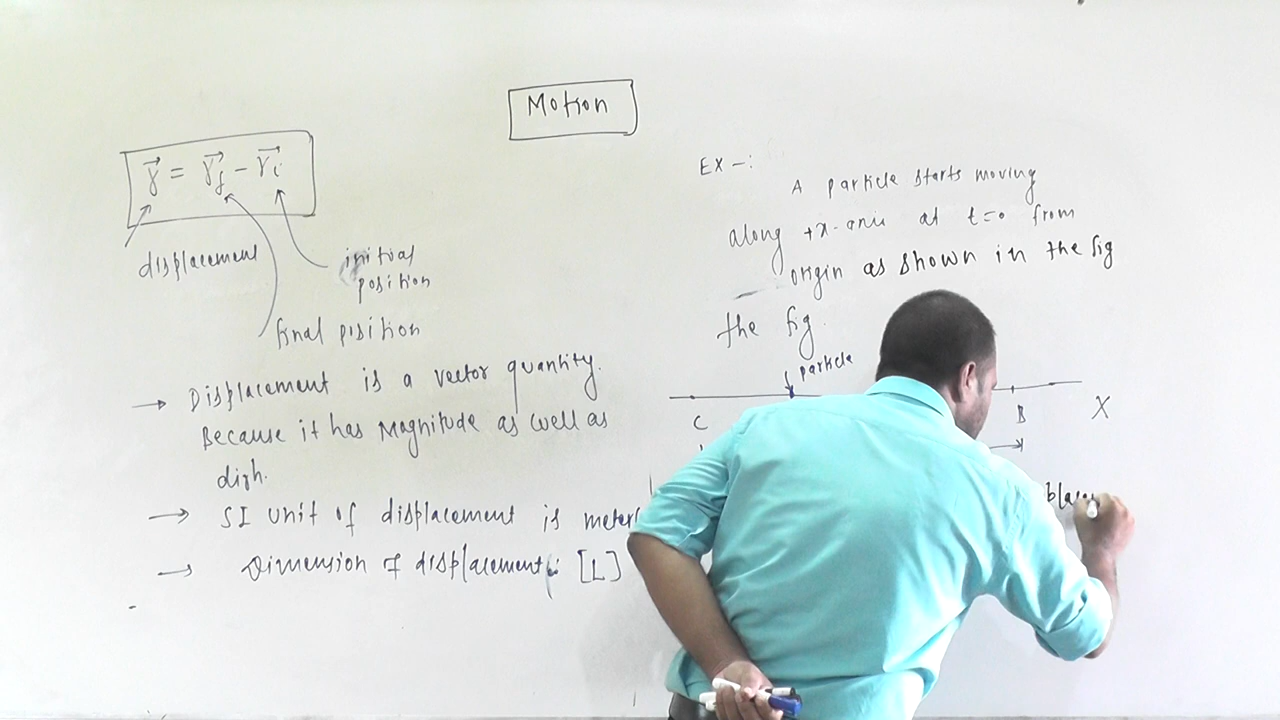 Motion
r = rf - ri
displacement
initial
position
final position
→ Displacement is a vector quantity.
Because it has Magnitude as well as
→ SI unit of displacement is meter
→ Dimension of displacement: [L]
EX -:
A particle starts moving
along +x-axis at t=0 from
origin as shown in the fig
the fig.
particle
C
B
X